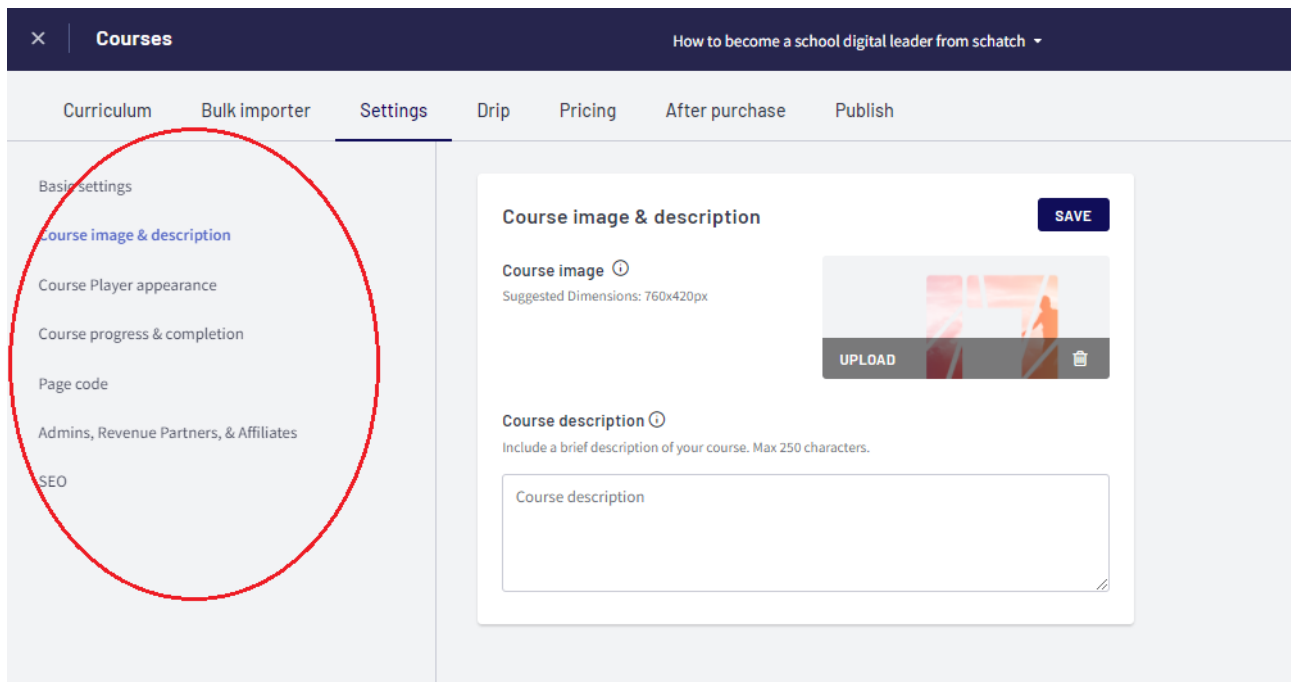 × Courses
How to become a school digital leader from schatch
Curriculum Bulk importer Settings Drip Pricing After purchase Publish
Basic settings
Course image & description
Course Player appearance
Course progress & completion
Page code
Admins, Revenue Partners, & Affiliates
SEO
Course image & description
SAVE
Course image
Suggested Dimensions: 760x420px
UPLOAD
Course description
Include a brief description of your course. Max 250 characters.
Course description